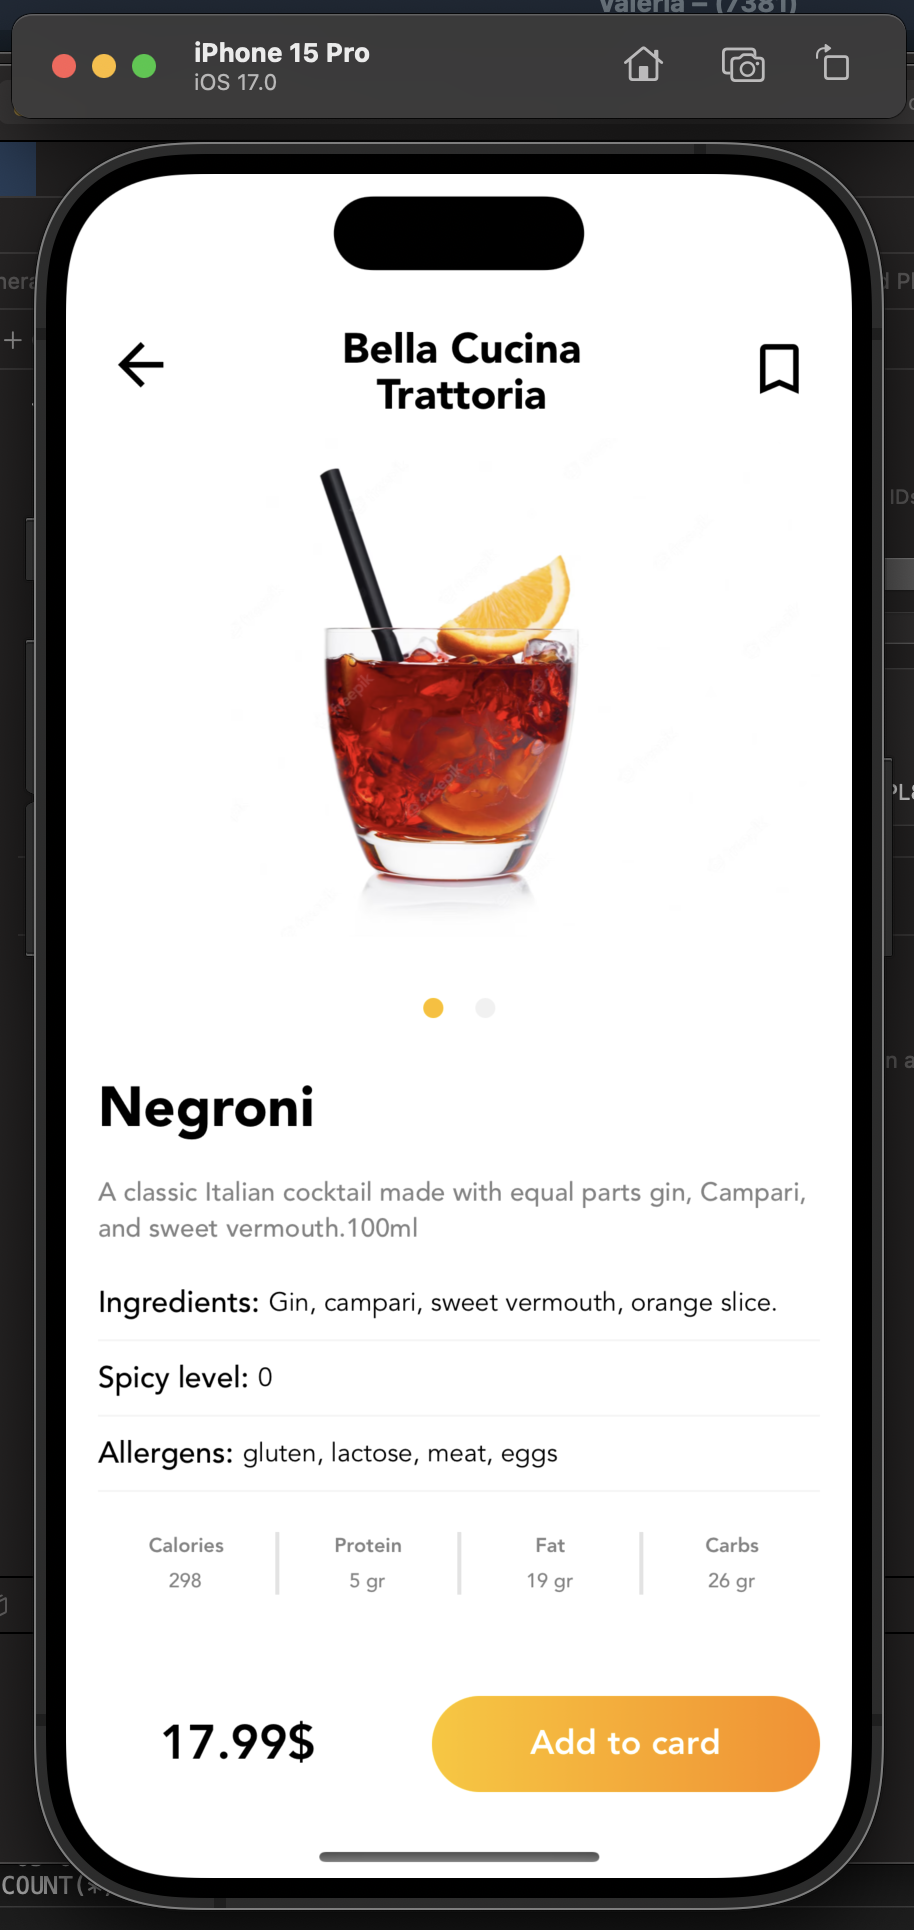 Valeria – (7381)
iPhone 15 Pro
iOS 17.0
Bella Cucina
Trattoria
freepik
freepik
Negroni
A classic Italian cocktail made with equal parts gin, Campari,
and sweet vermouth.100ml
Ingredients: Gin, campari, sweet vermouth, orange slice.
Spicy level: 0
Allergens: gluten, lactose, meat, eggs
Calories Protein Fat Carbs
298 5 gr 19 gr 26 gr
17.99$ Add to card
COUNT(*)